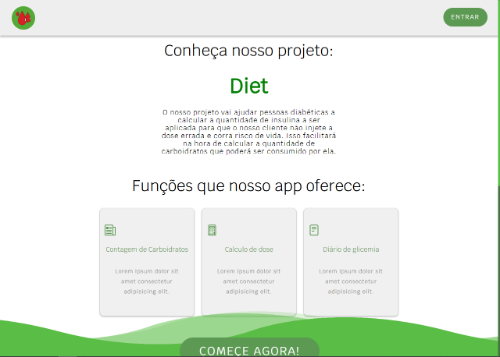 ENTRAR
Conheça nosso projeto:
Diet
O nosso projeto vai ajudar pessoas diabéticas a
calcular a quantidade de insulina a ser
aplicada para que o nosso cliente não injete a
dose errada e corra risco de vida. Isso facilitará
na hora de calcular a quantidade de
carboidratos que poderá ser consumido por ela.
Funções que nosso app oferece:
Contagem de Carboidratos
Lorem ipsum dolor sit
amet consectetur
adipisicing elit.
Calculo de dose
Lorem ipsum dolor sit
amet consectetur
adipisicing elit.
Diário de glicemia
Lorem ipsum dolor sit
amet consectetur
adipisicing elit.
COMEÇE AGORA!